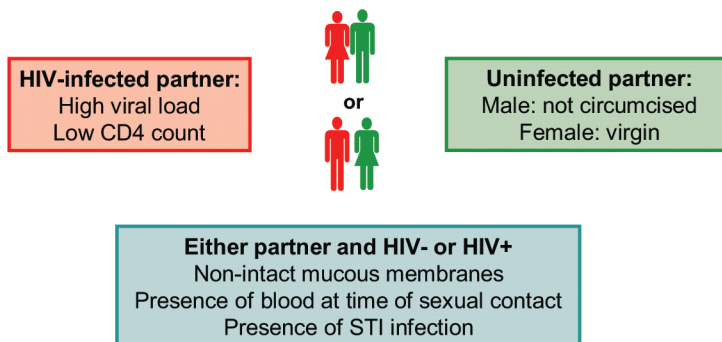 HIV-infected partner:
High viral load
Low CD4 count
or
Uninfected partner:
Male: not circumcised
Female: virgin
Either partner and HIV- or HIV+
Non-intact mucous membranes
Presence of blood at time of sexual contact
Presence of STI infection